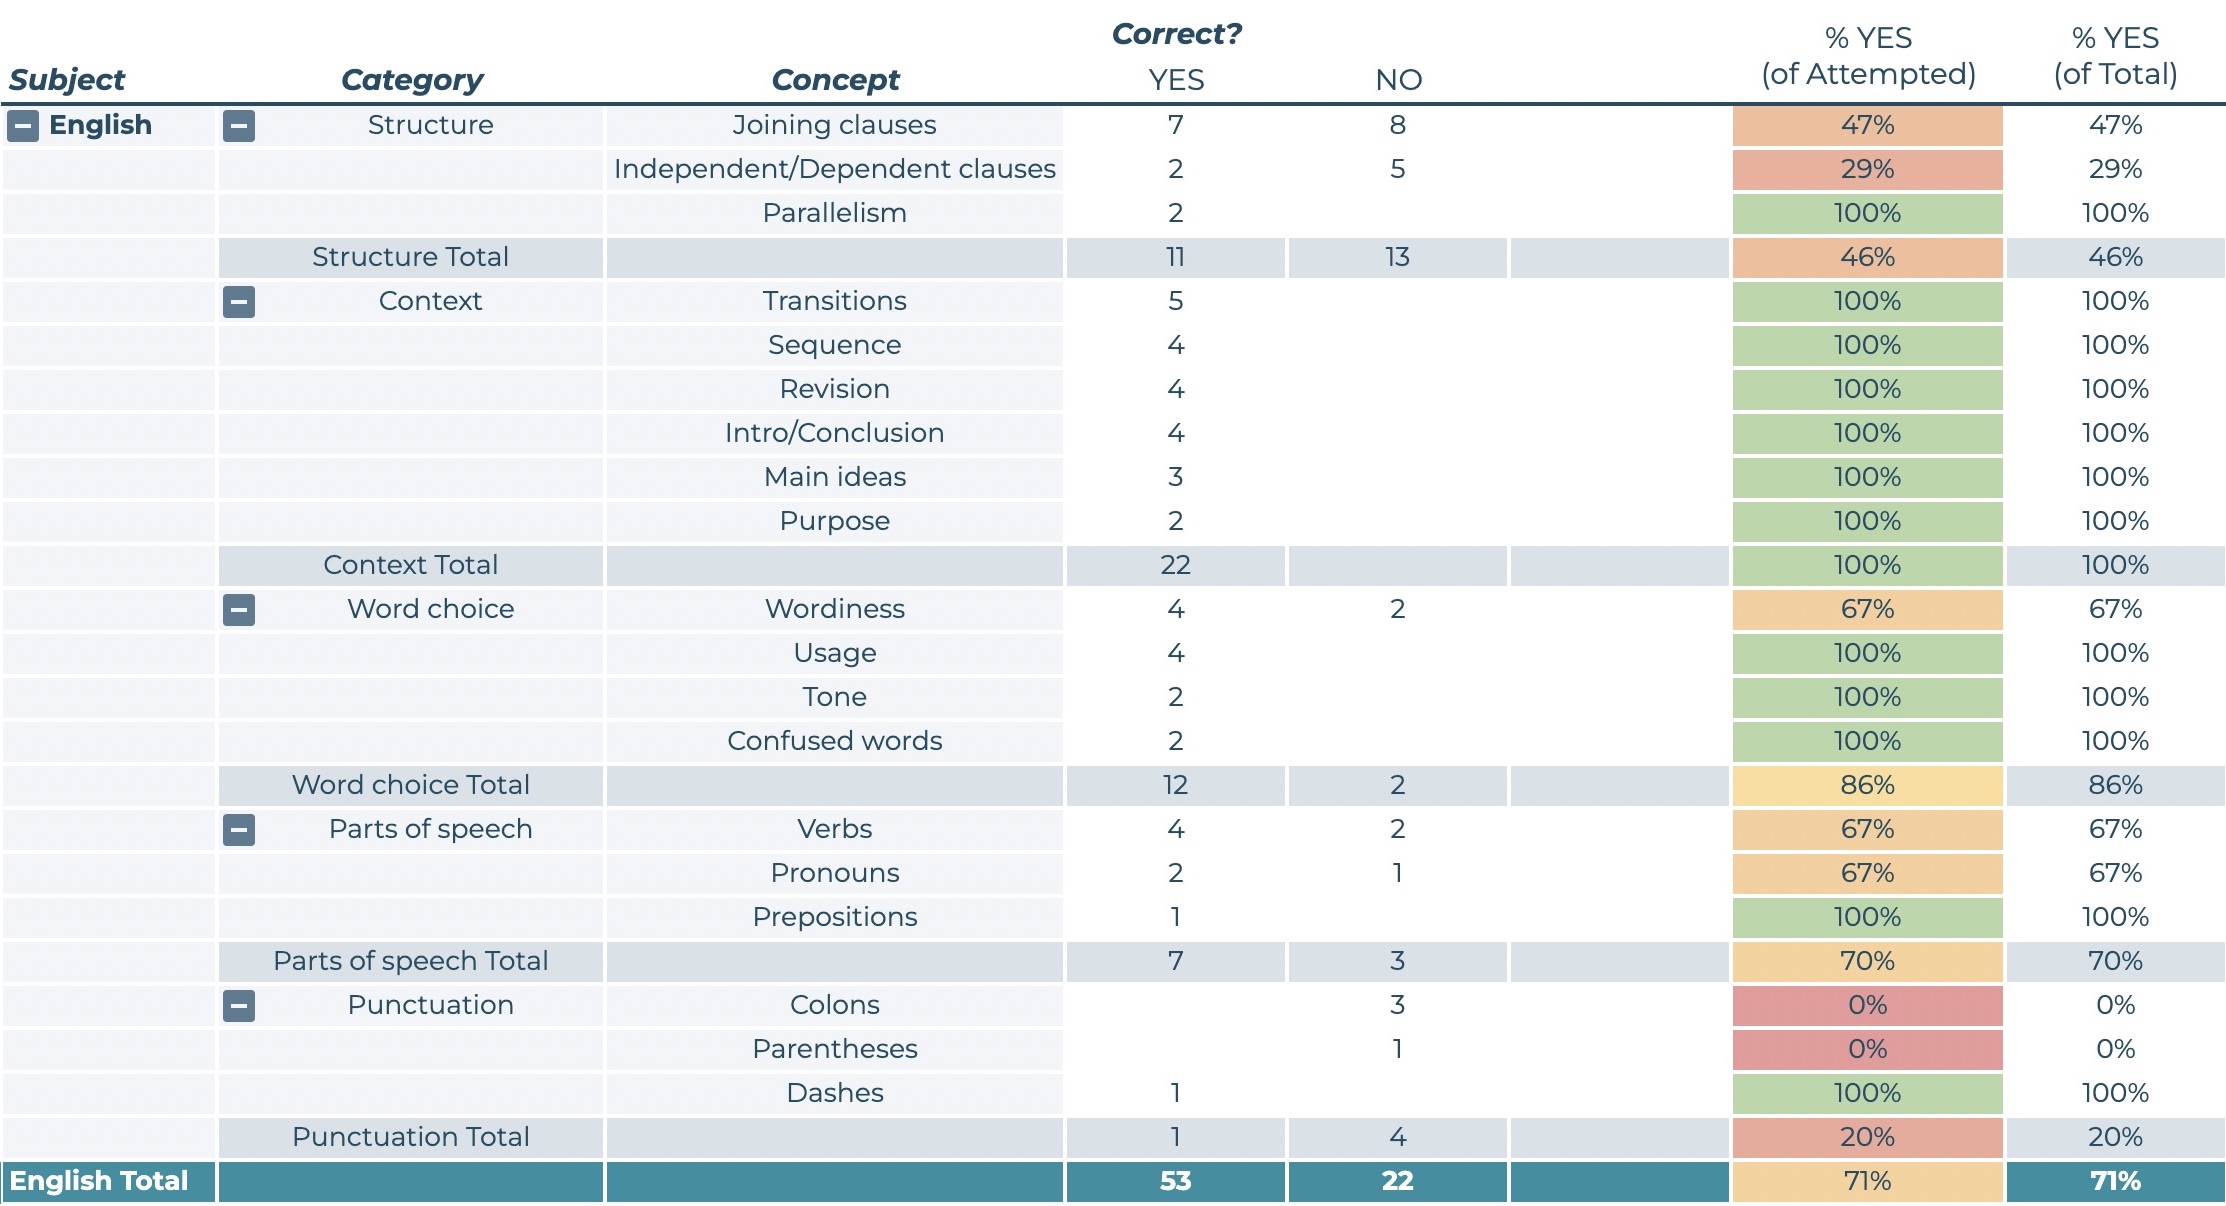 Correct?
% YES % YES
Subject Category Concept YES NO (of Attempted) (of Total)
English Structure Joining clauses 7 8 47% 47%
Independent/Dependent clauses 2 5 29% 29%
Parallelism 2 100% 100%
Structure Total 11 13 46% 46%
Context Transitions 5 100% 100%
Sequence 4 100% 100%
Revision 4 100% 100%
Intro/Conclusion 4 100% 100%
Main ideas 3 100% 100%
Purpose 2 100% 100%
Context Total 22 100% 100%
Word choice Wordiness 4 2 67% 67%
Usage 4 100% 100%
Tone 2 100% 100%
Confused words 2 100% 100%
Word choice Total 12 2 86% 86%
Parts of speech Verbs 4 2 67% 67%
Pronouns 2 1 67% 67%
Prepositions 1 100% 100%
Parts of speech Total 7 3 70% 70%
Punctuation Colons 3 0% 0%
Parentheses 1 0% 0%
Dashes 1 100% 100%
Punctuation Total 1 4 20% 20%
English Total 53 22 71% 71%